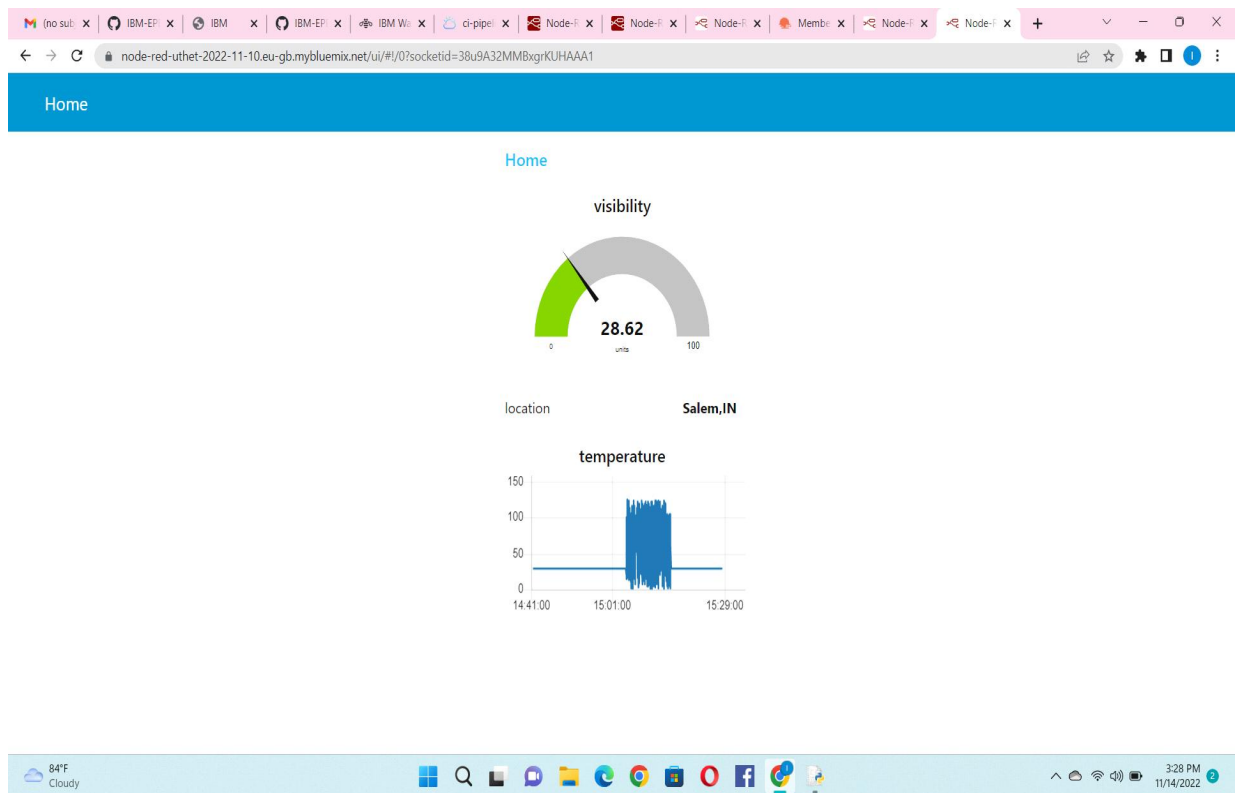 (no sub
IBM-EP
IBM
IBM-EP
IBM Wa
ci-pipel
Node-R
Node-R
Node-R
Membe
Node-R
Node-R
node-red-uthet-2022-11-10.eu-gb.mybluemix.net/ui/#!/0?socketid=38u9A32MMBxgrKUHAAA1
Home
Home
visibility
28.62
0 units 100
location Salem,IN
temperature
150
100
50
0
14:41:00 15:01:00 15:29:00
84°F
Cloudy
3:28 PM
11/14/2022
2